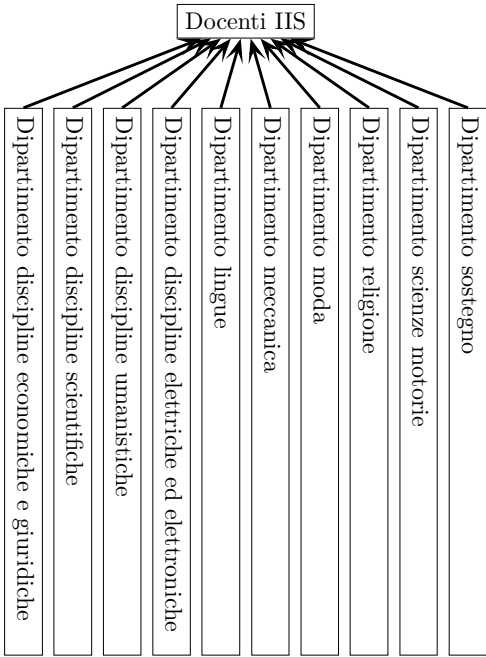 Docenti IIS
Dipartimento discipline economiche e giuridiche
Dipartimento discipline scientifiche
Dipartimento discipline umanistiche
Dipartimento discipline elettriche ed elettroniche
Dipartimento lingue
Dipartimento meccanica
Dipartimento moda
Dipartimento religione
Dipartimento scienze motorie
Dipartimento sostegno